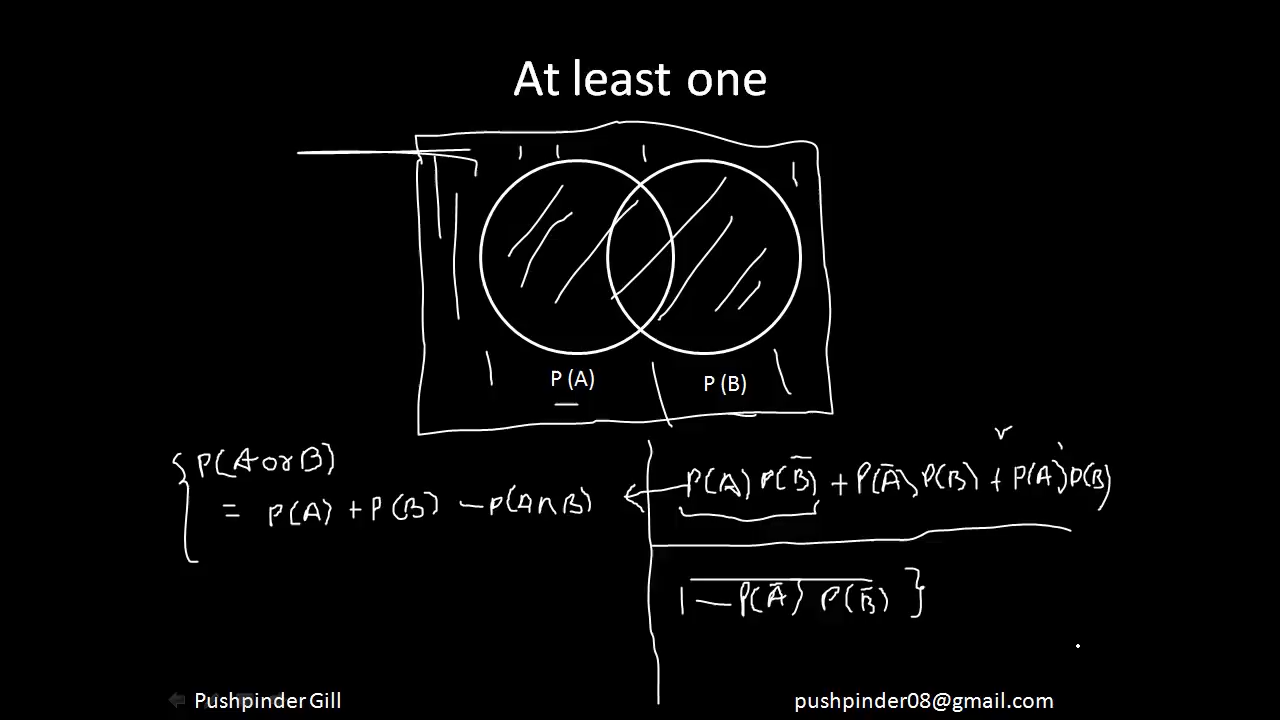 At least one
P (A)
P (B)
P(A or B)
= P(A) + P(B) - P(A∩B)
P(A) P(B̅) + P(A̅) P(B) + P(A) P(B)
1 - P(A̅) P(B̅) }
Pushpinder Gill
pushpinder08@gmail.com